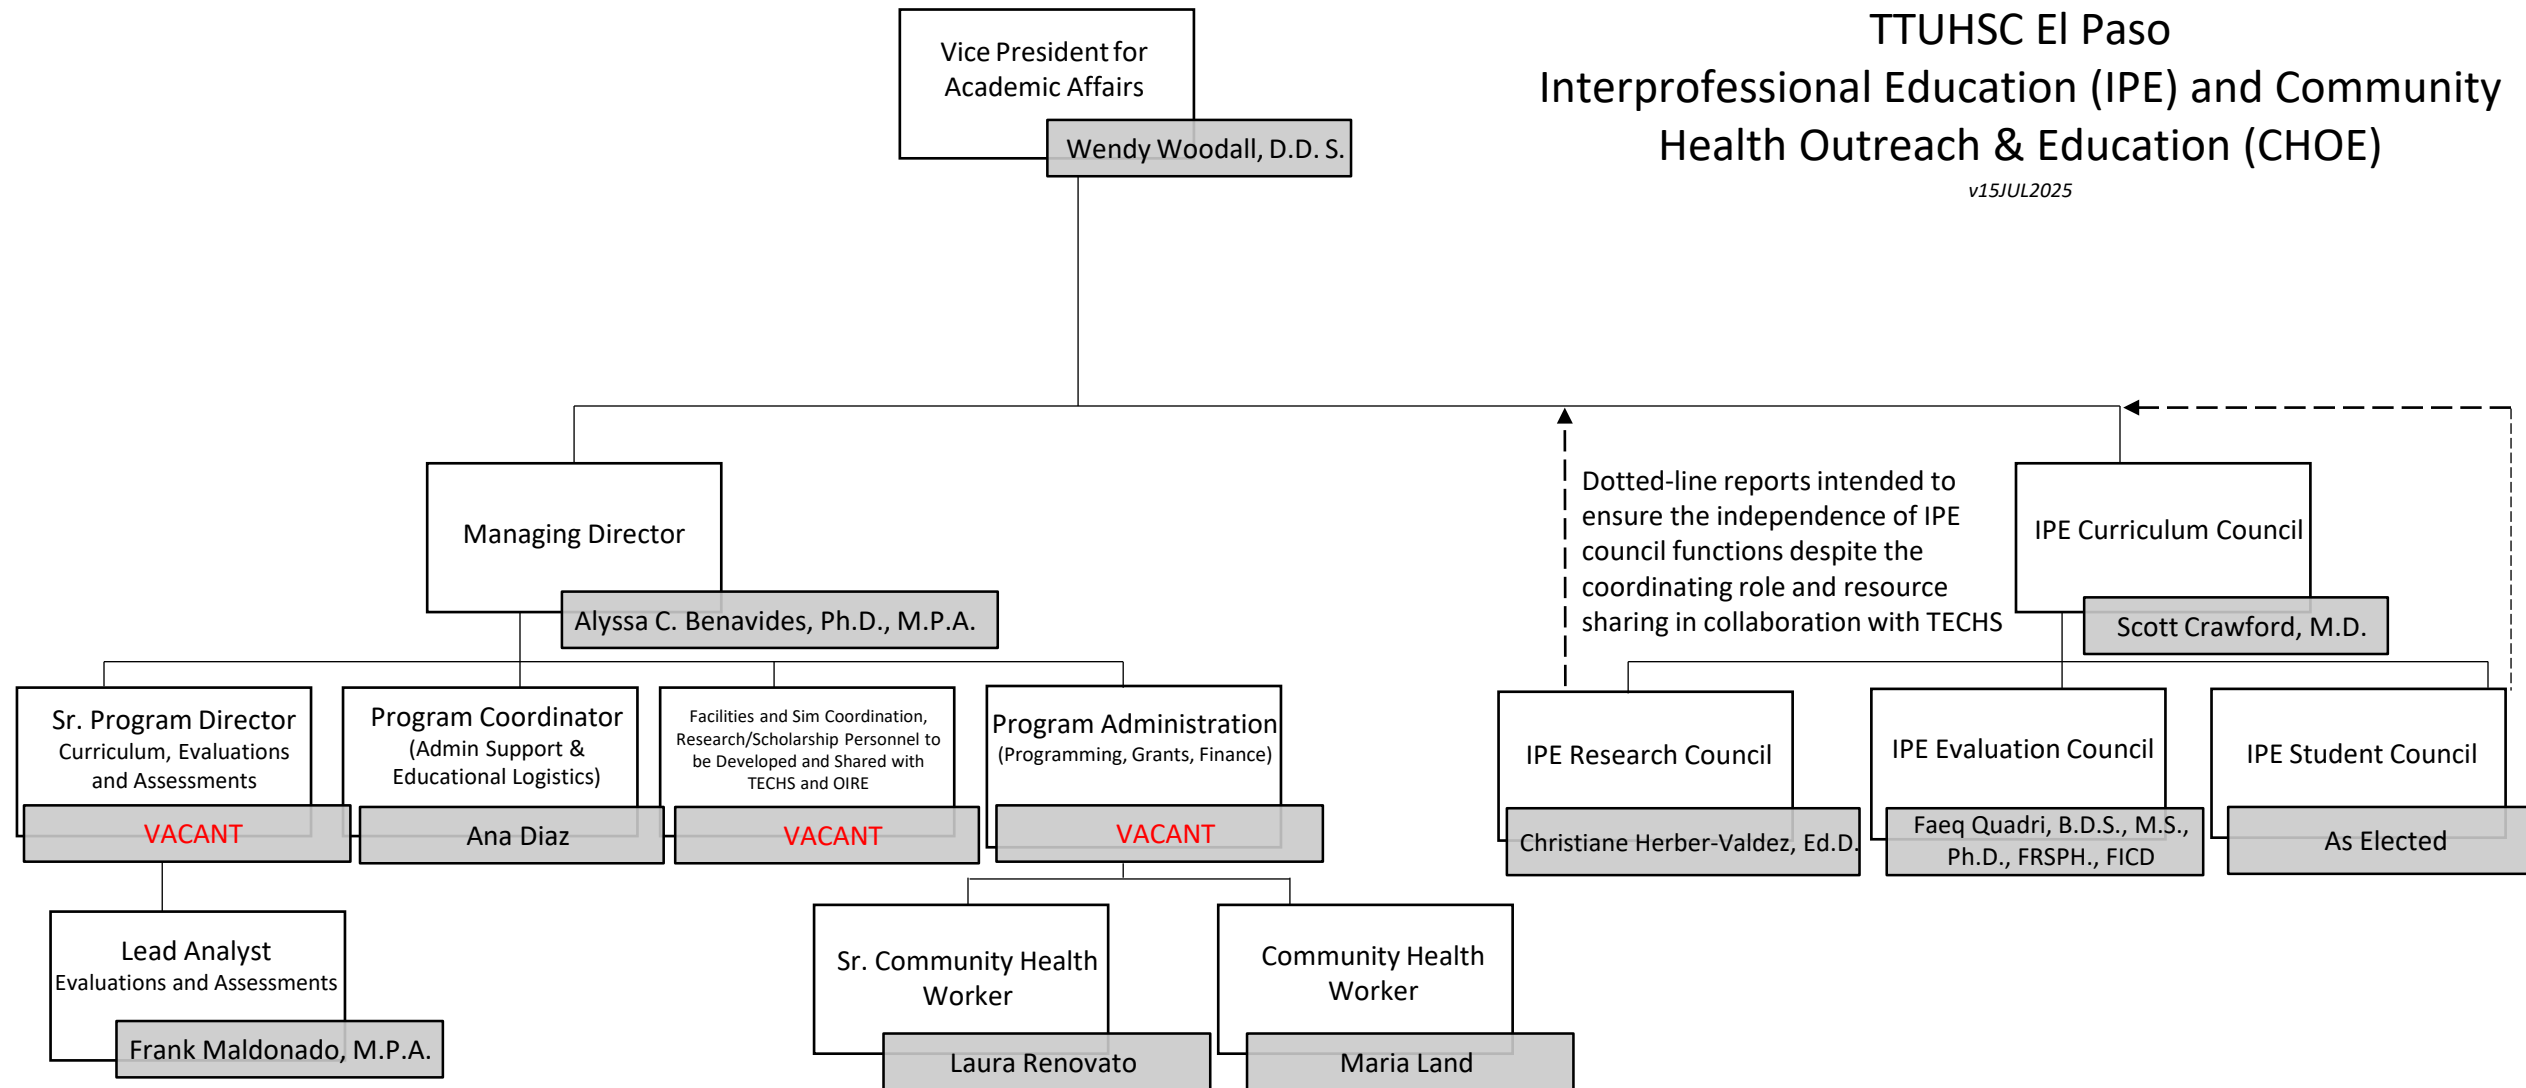 TTUHSC El Paso
Interprofessional Education (IPE) and Community
Health Outreach & Education (CHOE)
v15JUL2025
Vice President for
Academic Affairs
Wendy Woodall, D.D. S.
Managing Director
Alyssa C. Benavides, Ph.D., M.P.A.
Dotted-line reports intended to
ensure the independence of IPE
council functions despite the
coordinating role and resource
sharing in collaboration with TECHS
IPE Curriculum Council
Scott Crawford, M.D.
Sr. Program Director
Curriculum, Evaluations
and Assessments
VACANT
Program Coordinator
(Admin Support &
Educational Logistics)
Ana Diaz
Facilities and Sim Coordination,
Research/Scholarship Personnel to
be Developed and Shared with
TECHS and OIRE
VACANT
Program Administration
(Programming, Grants, Finance)
VACANT
IPE Research Council
Christiane Herber-Valdez, Ed.D.
IPE Evaluation Council
Faeq Quadri, B.D.S., M.S.,
Ph.D., FRSPH., FICD
IPE Student Council
As Elected
Lead Analyst
Evaluations and Assessments
Frank Maldonado, M.P.A.
Sr. Community Health
Worker
Laura Renovato
Community Health
Worker
Maria Land